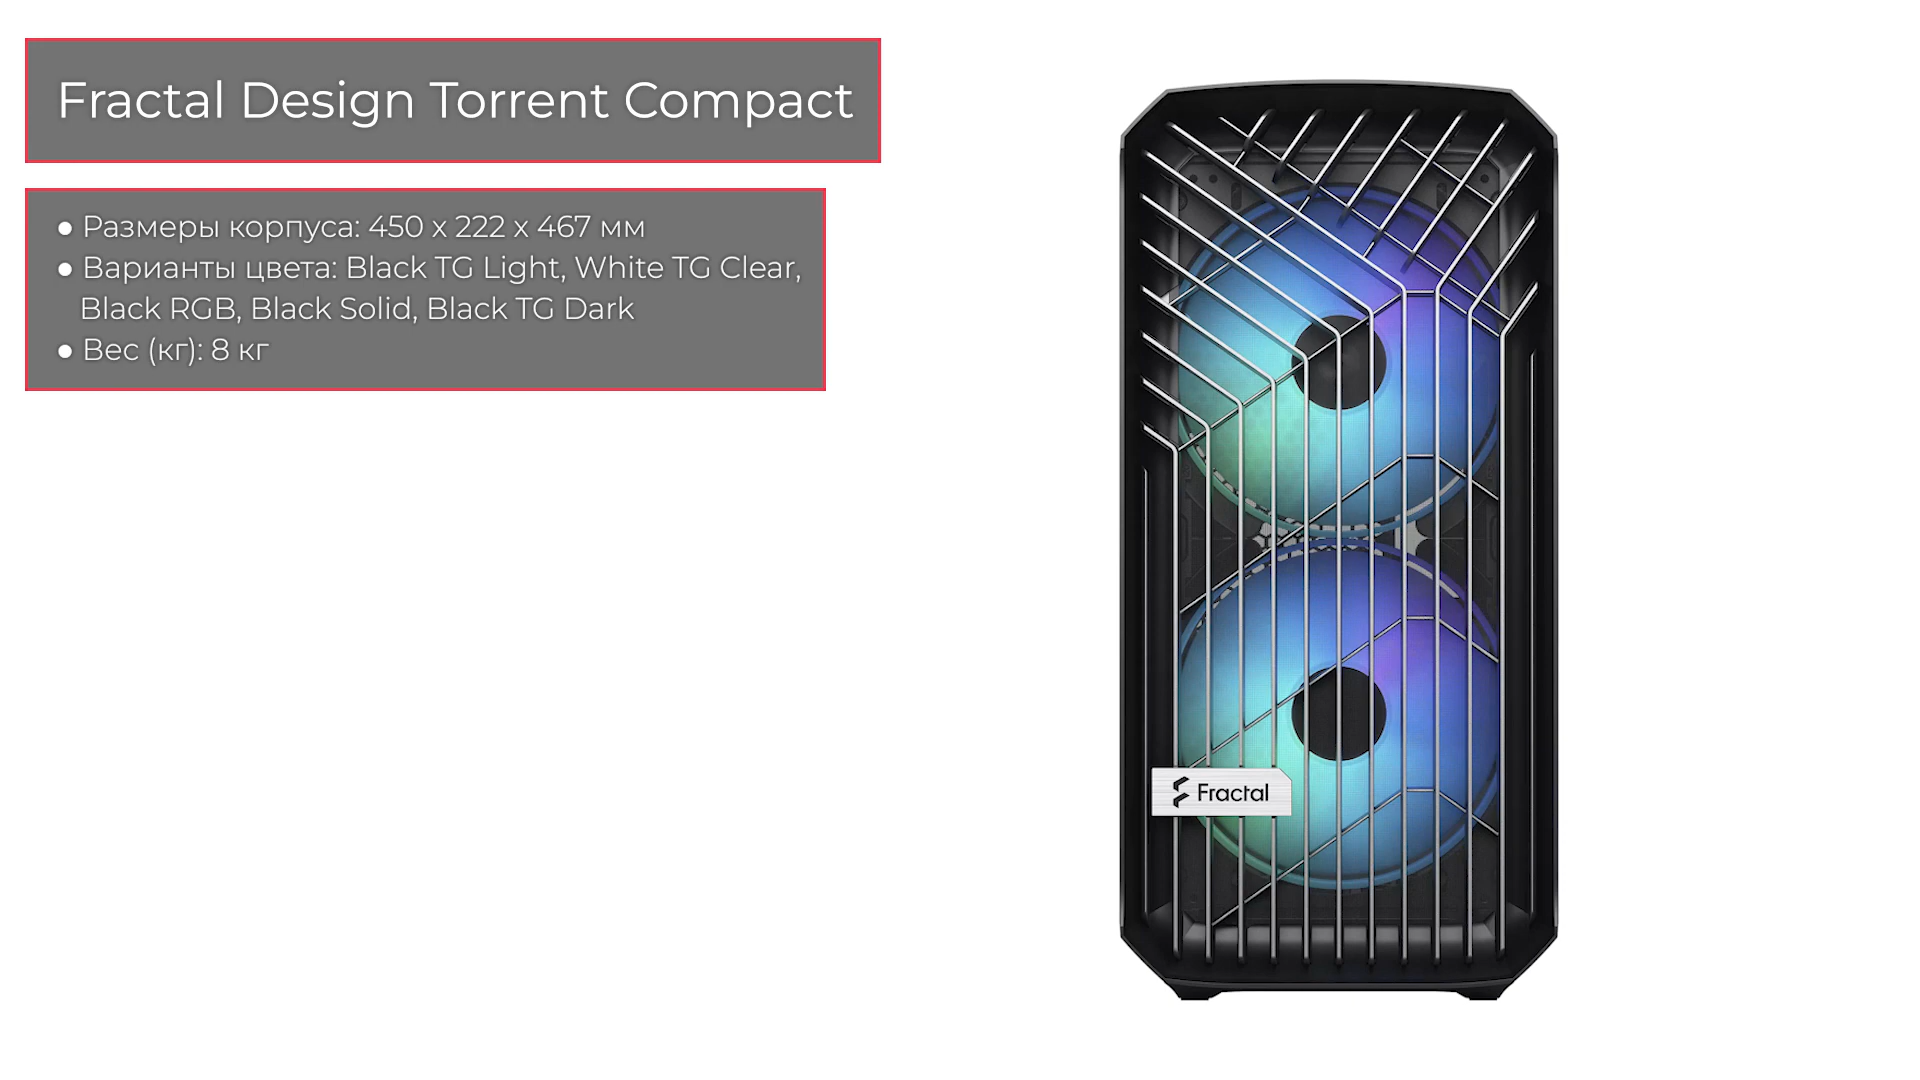 Fractal Design Torrent Compact
● Размеры корпуса: 450 x 222 x 467 мм
● Варианты цвета: Black TG Light, White TG Clear,
Black RGB, Black Solid, Black TG Dark
● Вес (кг): 8 кг
Fractal